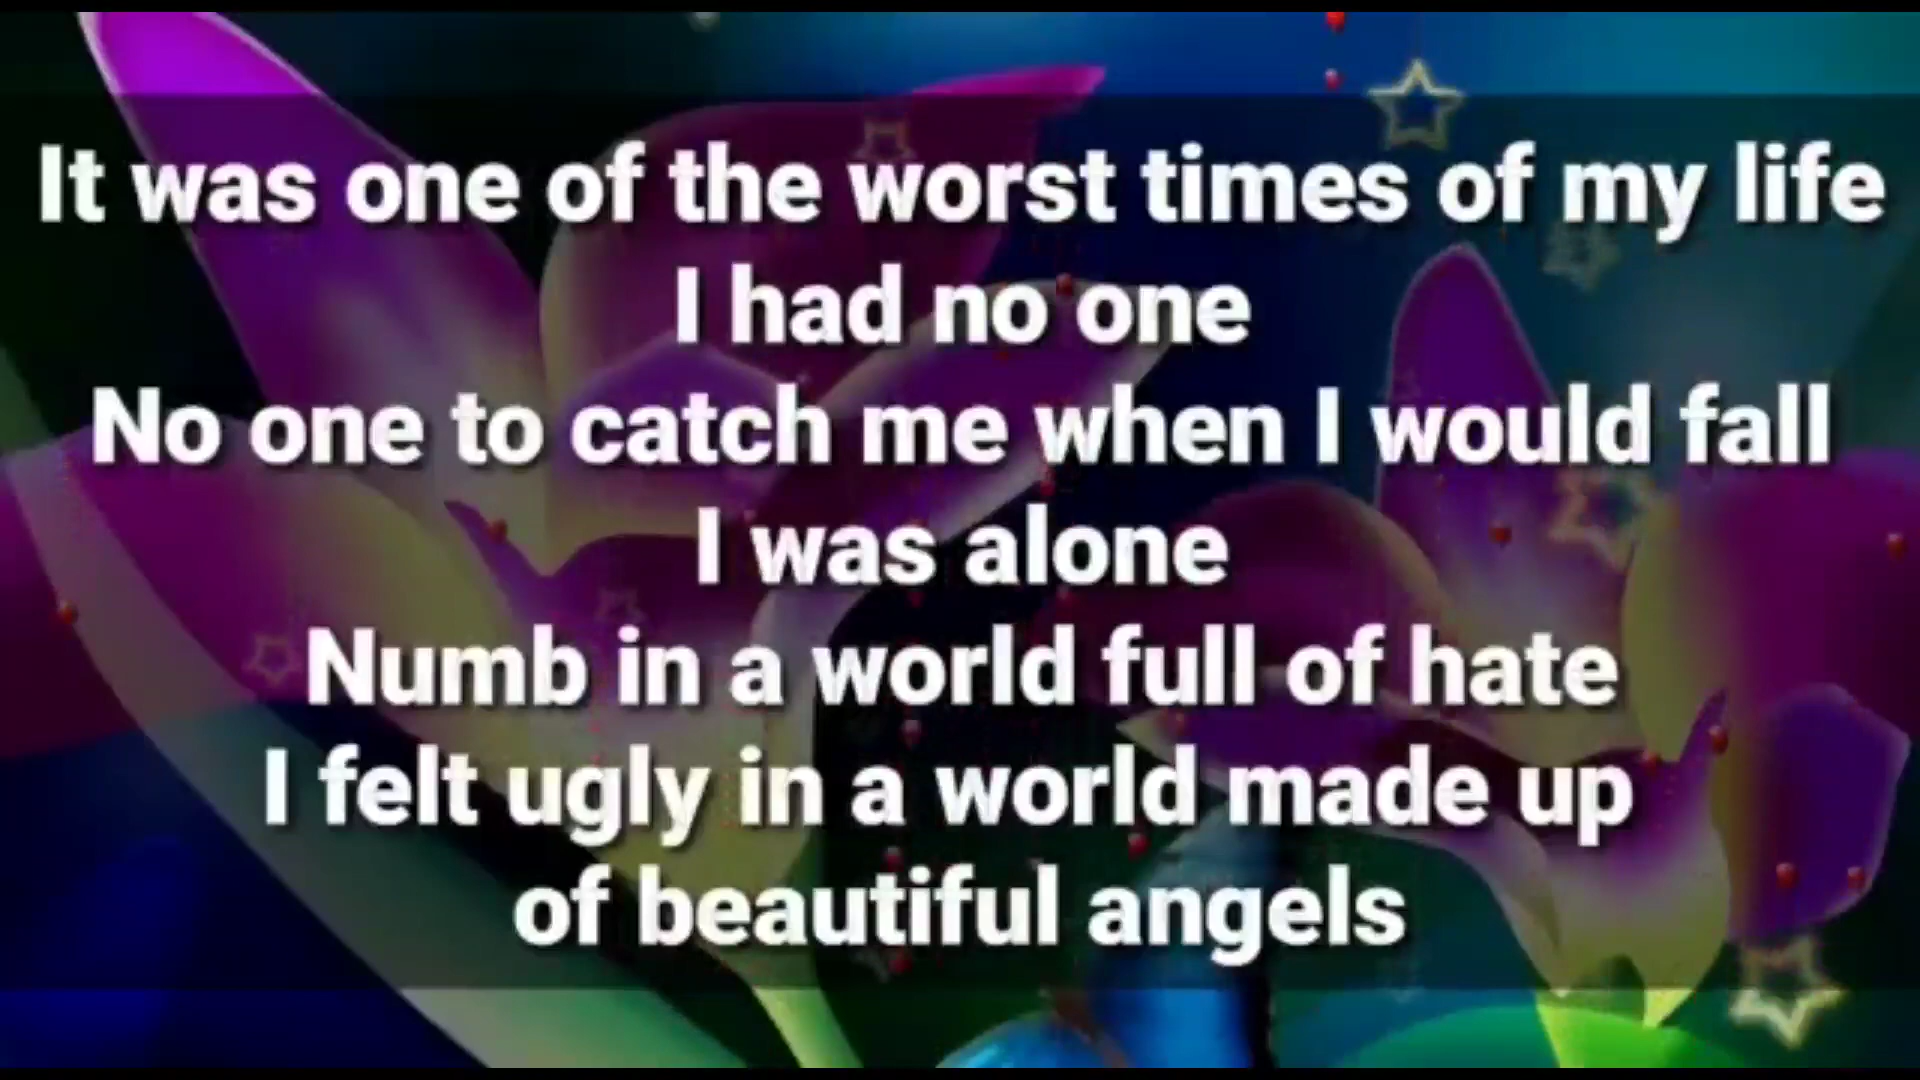 It was one of the worst times of my life
I had no one
No one to catch me when I would fall
I was alone
Numb in a world full of hate
I felt ugly in a world made up
of beautiful angels